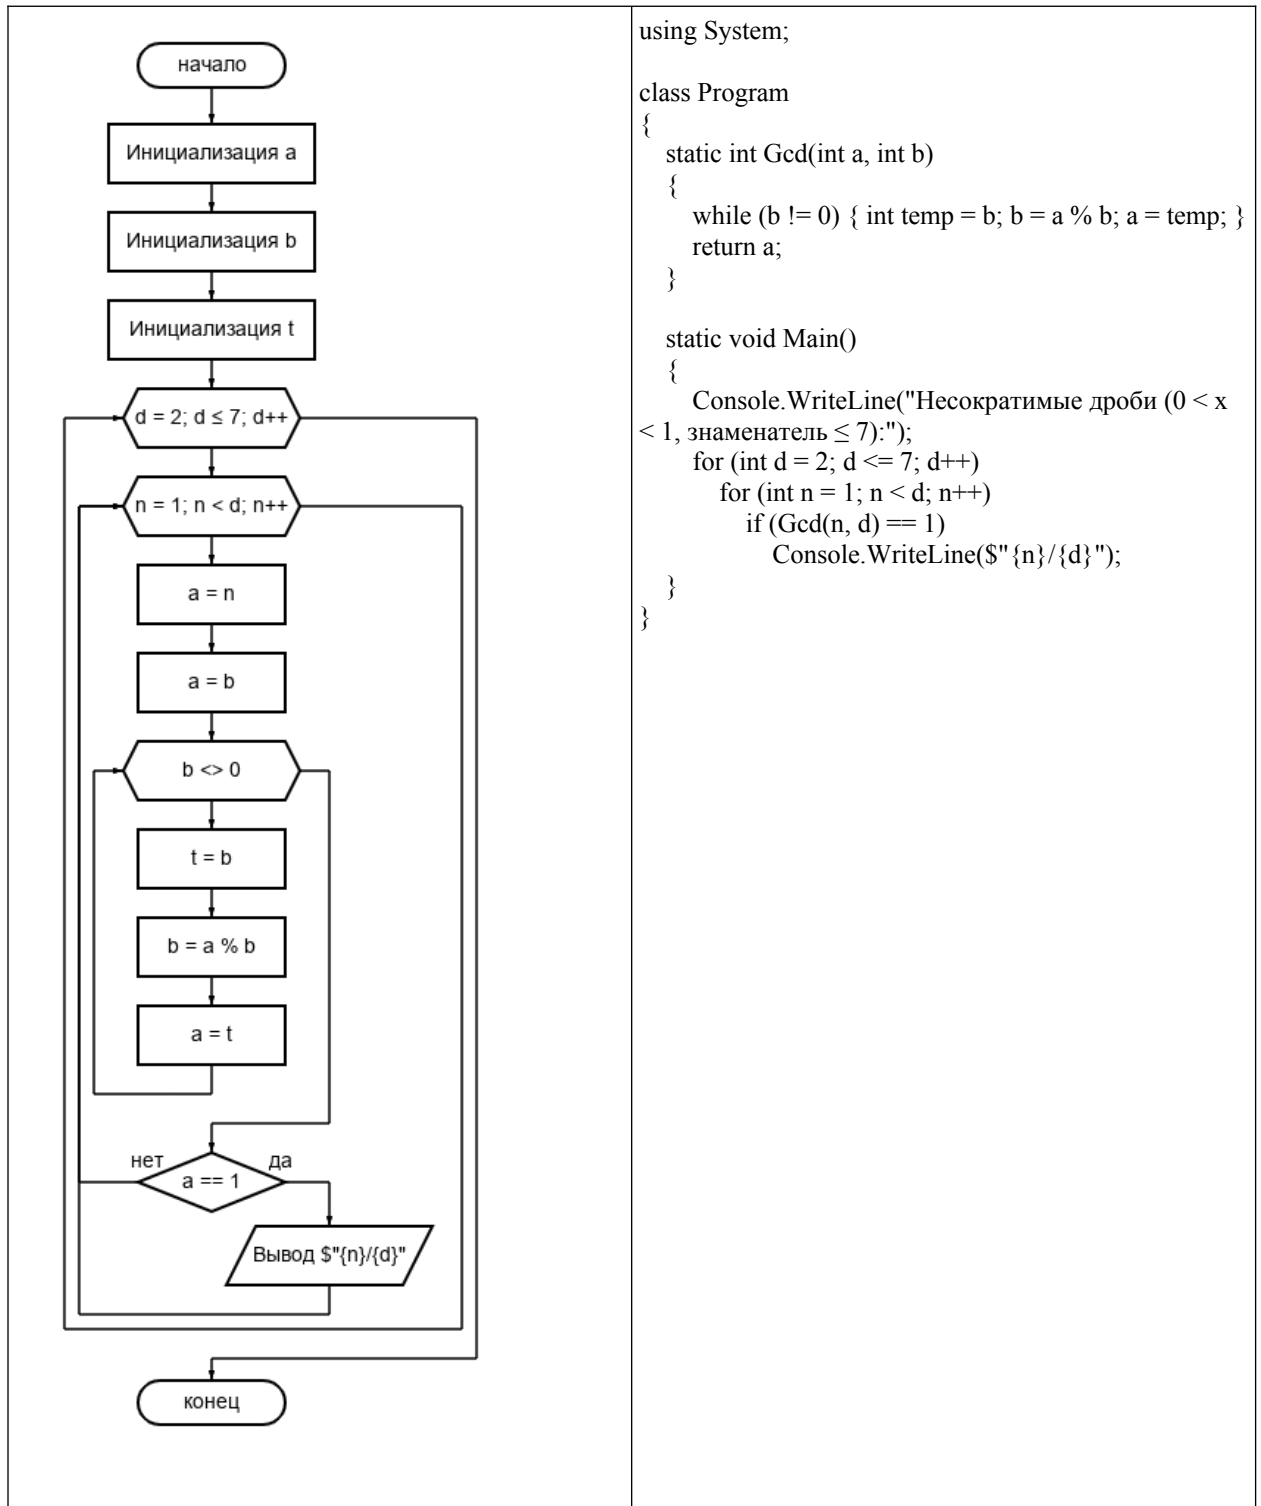 начало
Инициализация a
Инициализация b
Инициализация t
d = 2; d ≤ 7; d++
n = 1; n < d; n++
a = n
a = b
b <> 0
t = b
b = a % b
a = t
нет
да
a == 1
Вывод $"{n}/{d}"
конец
using System;
class Program
{
static int Gcd(int a, int b)
{
while (b != 0) { int temp = b; b = a % b; a = temp; }
return a;
}
static void Main()
{
Console.WriteLine("Несократимые дроби (0 < x
< 1, знаменатель ≤ 7):");
for (int d = 2; d <= 7; d++)
for (int n = 1; n < d; n++)
if (Gcd(n, d) == 1)
Console.WriteLine($"{n}/{d}");
}
}